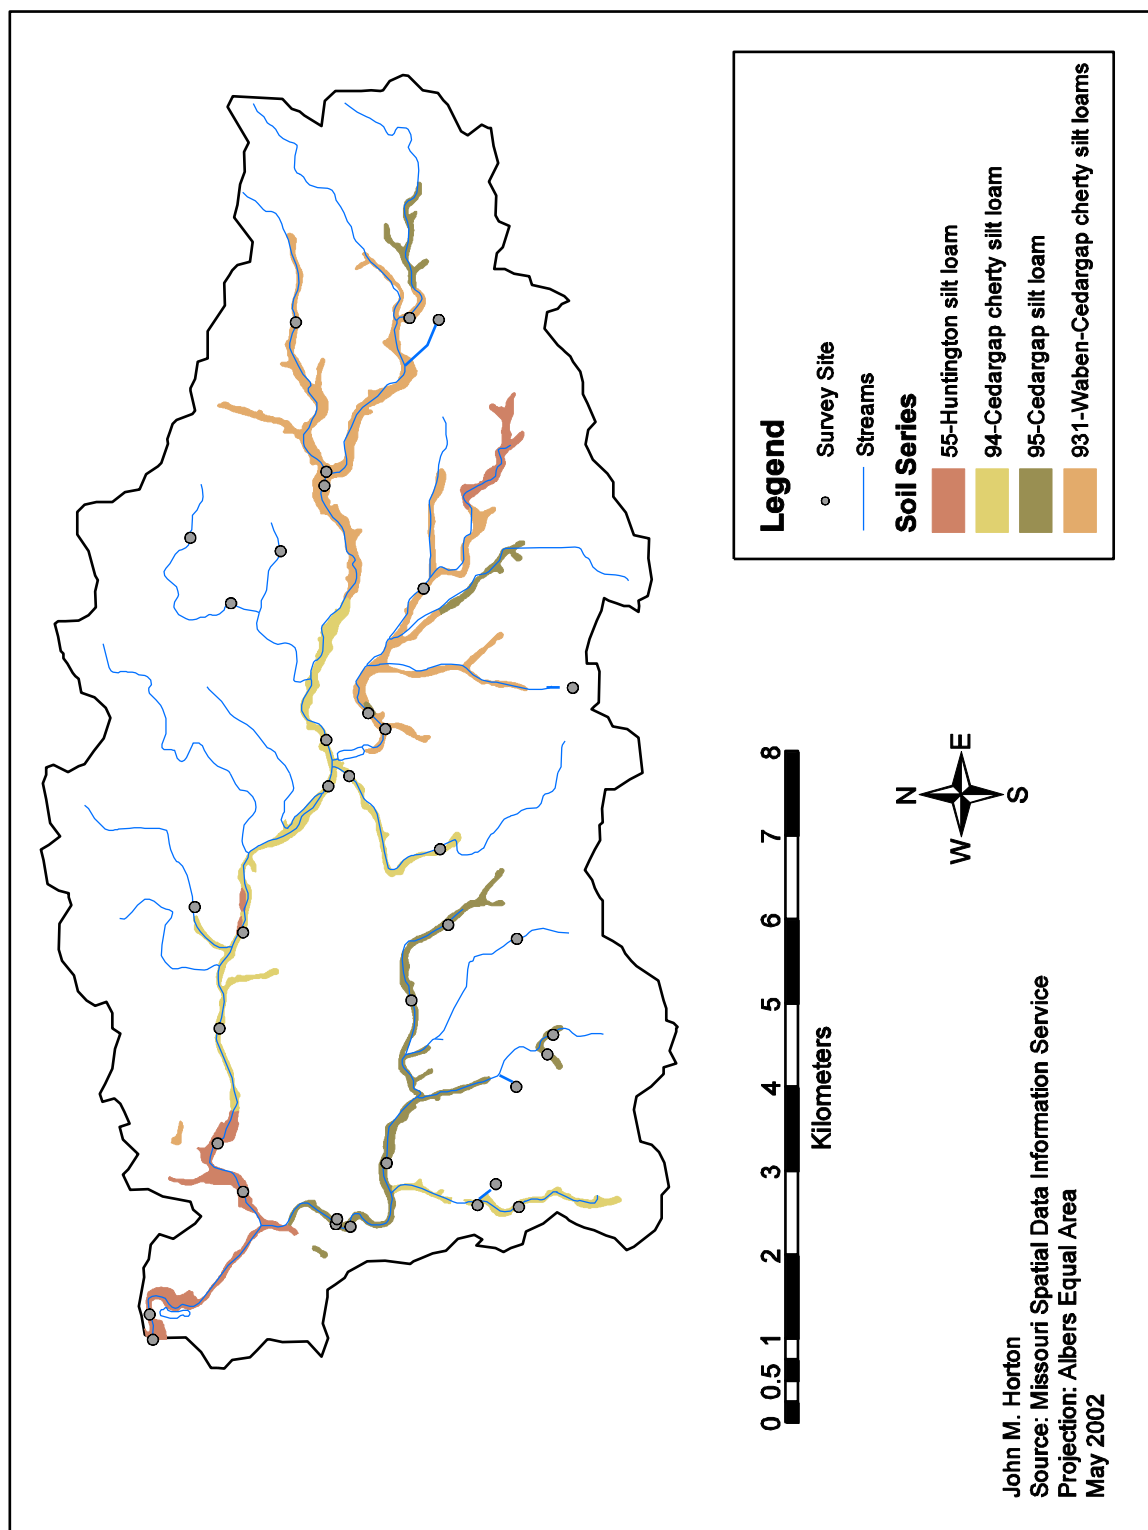 Legend
Survey Site
Streams
Soil Series
55-Huntington silt loam
94-Cedargap cherty silt loam
95-Cedargap silt loam
931-Waben-Cedargap cherty silt loams
0 0.5 1 2 3 4 5 6 7 8
Kilometers
N
W E
S
John M. Horton
Source: Missouri Spatial Data Information Service
Projection: Albers Equal Area
May 2002